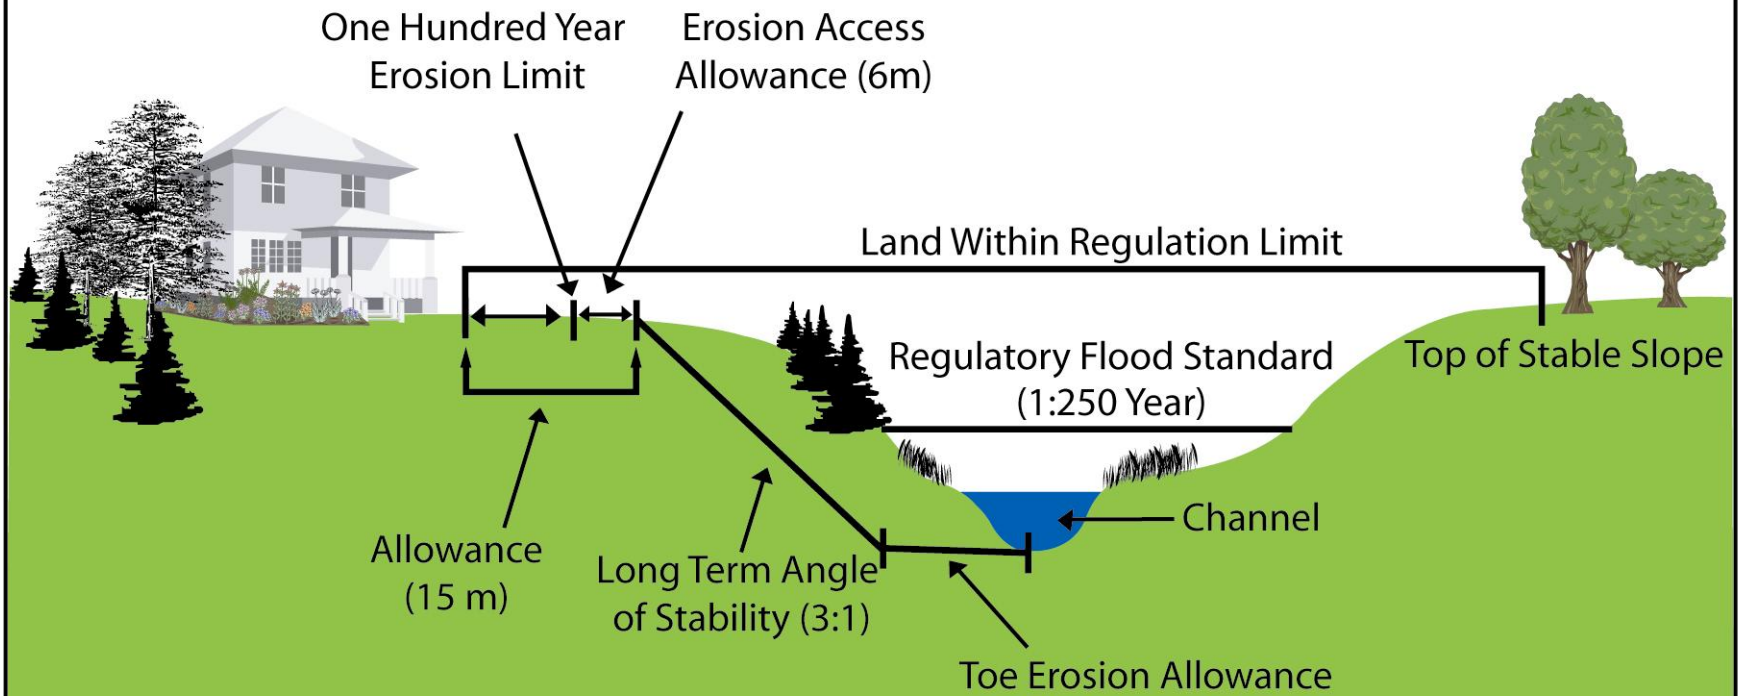 One Hundred Year
Erosion Limit
Erosion Access
Allowance (6m)
Land Within Regulation Limit
Regulatory Flood Standard
(1:250 Year)
Top of Stable Slope
Channel
Allowance
(15 m)
Long Term Angle
of Stability (3:1)
Toe Erosion Allowance